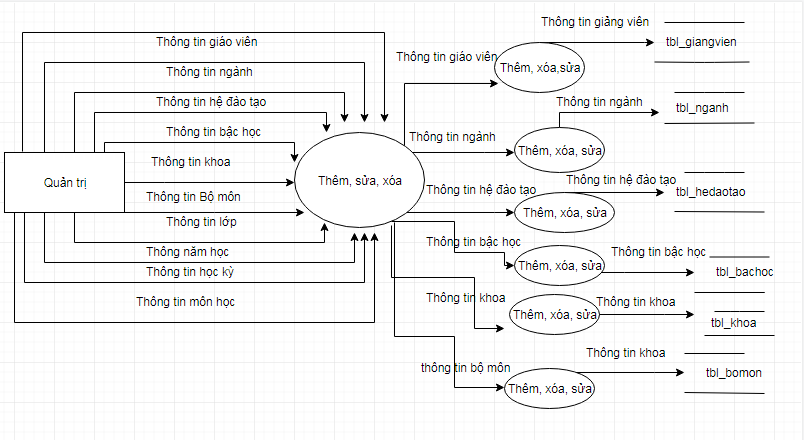 Thông tin giáo viên
Thông tin ngành
Thông tin hệ đảo tạo
Thông tin bậc học
Thông tin khoa
Quản trị
Thông tin Bộ môn
Thông tin lớp
Thông năm học
Thông tin học kỳ
Thông tin môn học
Thêm, sửa, xóa
Thông tin giáo viên
Thêm, xóa,sửa
Thông tin giảng viên
tbl_giangvien
Thông tin ngành
Thêm, xóa, sửa
Thông tin ngành
tbl_nganh
Thông tin hệ đảo tạo
Thêm, xóa, sửa
Thông tin hệ đảo tạo
tbl_hedaotao
Thông tin bậc học
Thêm, xóa, sửa
Thông tin bậc học
tbl_bachoc
Thông tin khoa
Thêm, xóa, sửa
Thông tin khoa
tbl_khoa
thông tin bộ môn
Thêm, xóa, sửa
Thông tin khoa
tbl_bomon